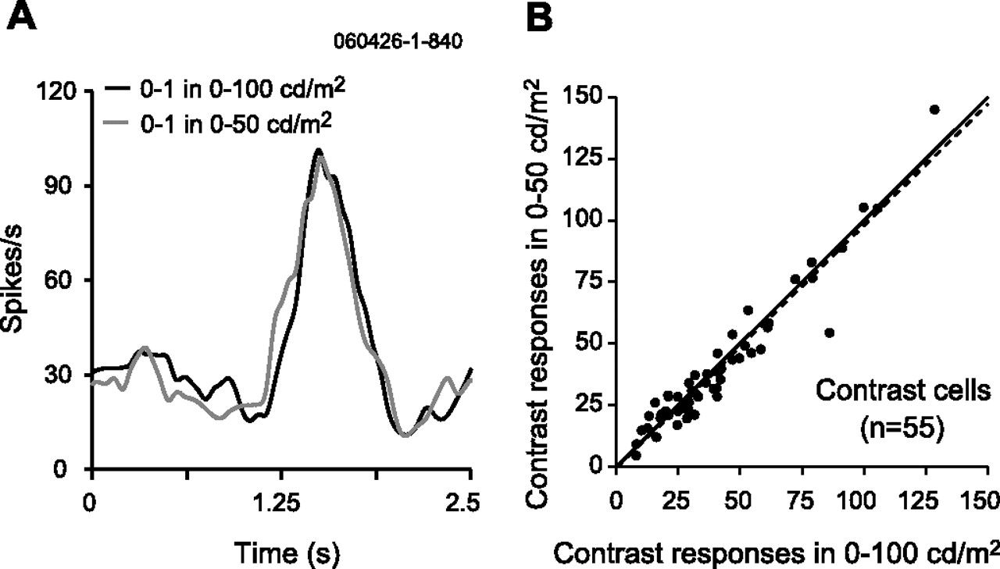 A
060426-1-840
0-1 in 0-100 cd/m²
0-1 in 0-50 cd/m²
120
90
60
30
0
Spikes/s
0
1.25
2.5
Time (s)
B
150
125
100
75
50
25
0
Contrast responses in 0-50 cd/m²
Contrast cells
(n=55)
0
25
50
75
100
125
150
Contrast responses in 0-100 cd/m²